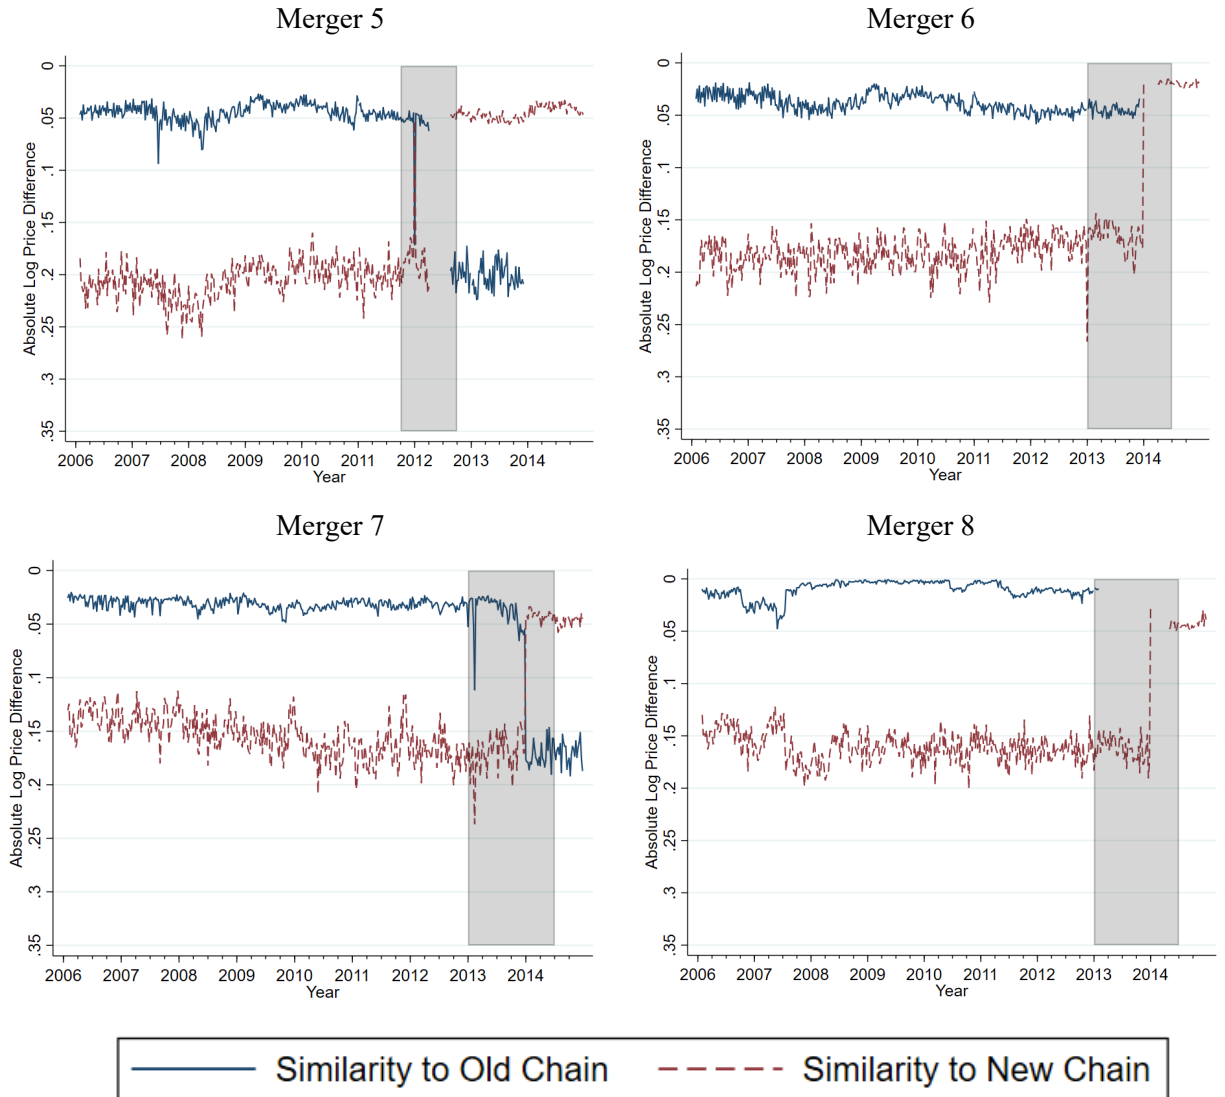 Merger 5
Absolute Log Price Difference
0
.05
.1
.15
.2
.25
.3
.35
2006 2007 2008 2009 2010 2011 2012 2013 2014
Year
Merger 6
Absolute Log Price Difference
0
.05
.1
.15
.2
.25
.3
.35
2006 2007 2008 2009 2010 2011 2012 2013 2014
Year
Merger 7
Absolute Log Price Difference
0
.05
.1
.15
.2
.25
.3
.35
2006 2007 2008 2009 2010 2011 2012 2013 2014
Year
Merger 8
Absolute Log Price Difference
0
.05
.1
.15
.2
.25
.3
.35
2006 2007 2008 2009 2010 2011 2012 2013 2014
Year
Similarity to Old Chain Similarity to New Chain